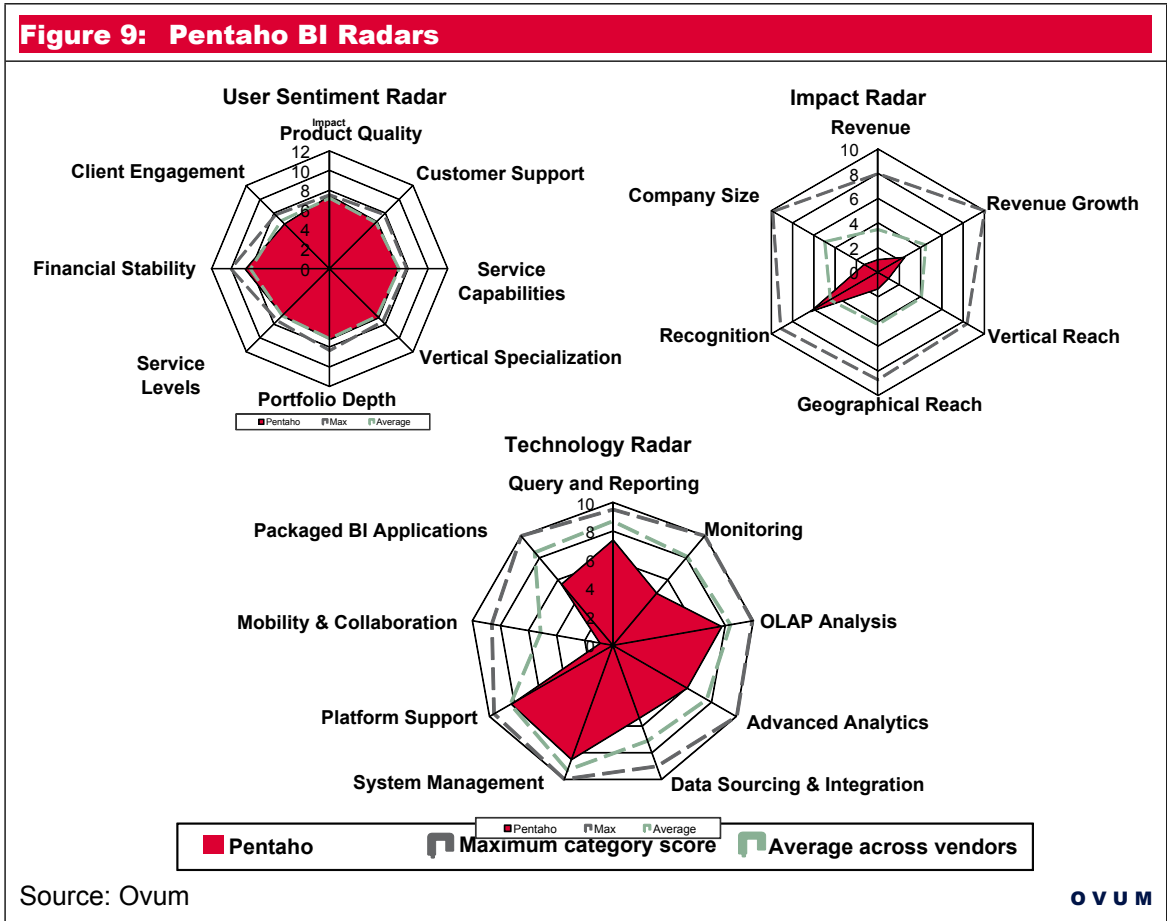 Figure 9: Pentaho BI Radars
User Sentiment Radar
Impact
Product Quality
Customer Support
Service
Capabilities
Vertical Specialization
Portfolio Depth
Service
Levels
Financial Stability
Client Engagement
12
10
8
6
4
2
0
Pentaho Max Average
Impact Radar
Revenue
Revenue Growth
Vertical Reach
Geographical Reach
Recognition
Company Size
10
8
6
4
2
0
Technology Radar
Query and Reporting
Monitoring
OLAP Analysis
Advanced Analytics
Data Sourcing & Integration
System Management
Platform Support
Mobility & Collaboration
Packaged BI Applications
10
8
6
4
2
0
Pentaho Max Average
Pentaho Maximum category score Average across vendors
Source: Ovum
OVUM